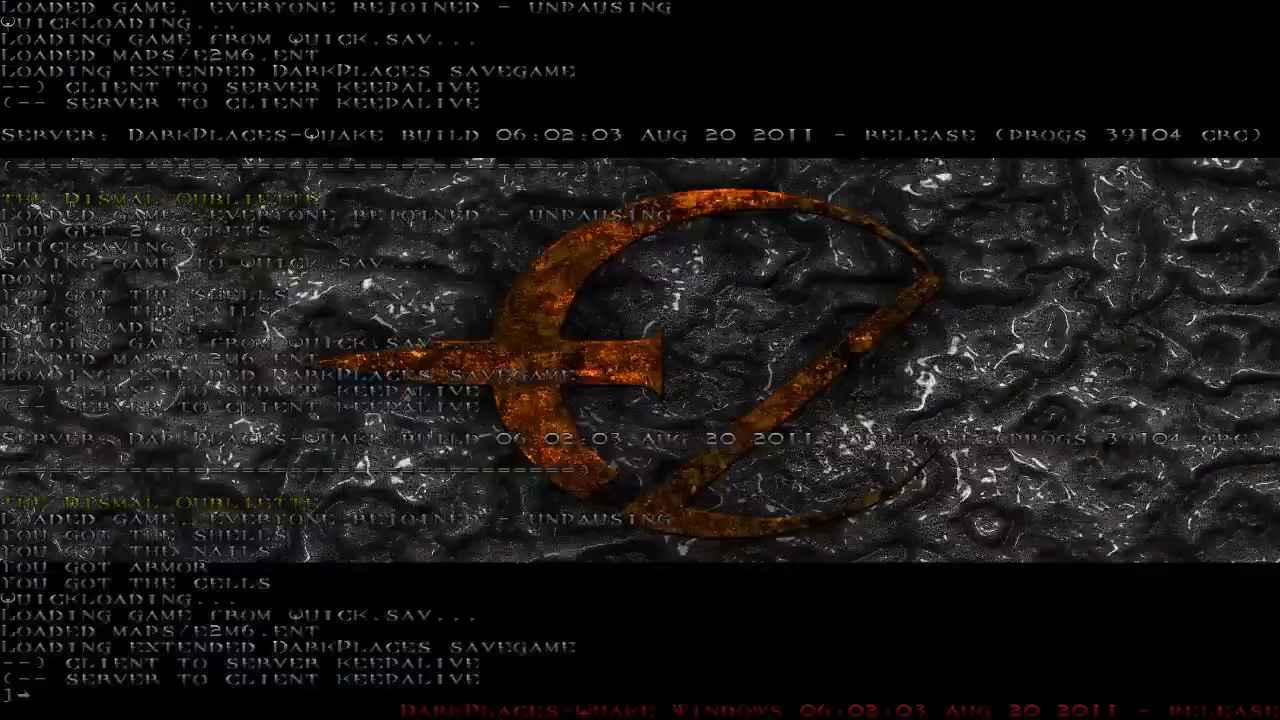 LOADED GAME, EVERYONE REJOINED - UNPAUSING
QUICKLOADING...
LOADING GAME FROM QUICK.SAV...
LOADED MAPS/E2M6.ENT
LOADING EXTENDED DARKPLACES SAVEGAME
--> CLIENT TO SERVER KEEPALIVE
<-- SERVER TO CLIENT KEEPALIVE
SERVER: DARKPLACES-QUAKE BUILD 06:02:03 AUG 20 2011 - RELEASE (PROGS 39104 CRC)
THE DISMAL OUBLIETTE
LOADED GAME, EVERYONE REJOINED - UNPAUSING
YOU GET 2 ROCKETS
QUICKSAVING...
SAVING GAME TO QUICK.SAV...
DONE.
YOU GOT THE SHELLS
YOU GOT THE NAILS
QUICKLOADING...
LOADING GAME FROM QUICK.SAV...
LOADED MAPS/E2M6.ENT
LOADING EXTENDED DARKPLACES SAVEGAME
--> CLIENT TO SERVER KEEPALIVE
<-- SERVER TO CLIENT KEEPALIVE
SERVER: DARKPLACES-QUAKE BUILD 06:02:03 AUG 20 2011 - RELEASE (PROGS 39104 CRC)
THE DISMAL OUBLIETTE
LOADED GAME, EVERYONE REJOINED - UNPAUSING
YOU GOT THE SHELLS
YOU GOT THE NAILS
YOU GOT ARMOR
YOU GOT THE CELLS
QUICKLOADING...
LOADING GAME FROM QUICK.SAV...
LOADED MAPS/E2M6.ENT
LOADING EXTENDED DARKPLACES SAVEGAME
--> CLIENT TO SERVER KEEPALIVE
<-- SERVER TO CLIENT KEEPALIVE
]→
DARKPLACES-QUAKE WINDOWS 06:02:03 AUG 20 2011 - RELEASE